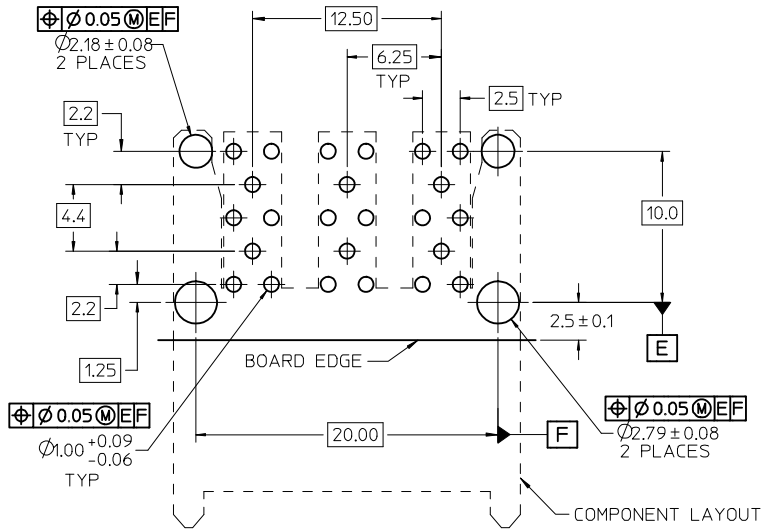 ⌖ Ø 0.05 Ⓜ E F
Ø2.18 ± 0.08
2 PLACES
12.50
6.25
TYP
2.5 TYP
2.2
TYP
4.4
10.0
2.2
2.5 ± 0.1
1.25
E
BOARD EDGE
⌖ Ø 0.05 Ⓜ E F
Ø1.00 +0.09
-0.06
TYP
20.00
F
⌖ Ø 0.05 Ⓜ E F
Ø2.79 ± 0.08
2 PLACES
COMPONENT LAYOUT